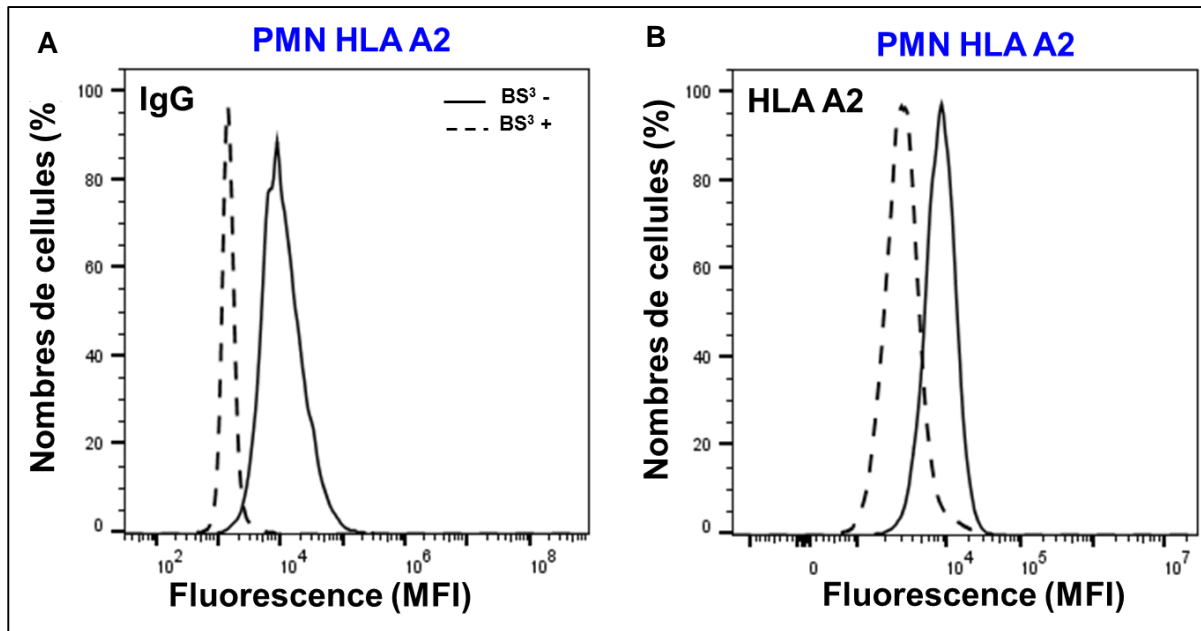 A
PMN HLA A2
IgG
BS³ -
BS³ +
Nombres de cellules (%
100
80
60
40
20
0
10²
10⁴
10⁶
10⁸
Fluorescence (MFI)
B
PMN HLA A2
HLA A2
Nombres de cellules (%)
100
80
60
40
20
0
0
10⁴
10⁵
10⁷
Fluorescence (MFI)